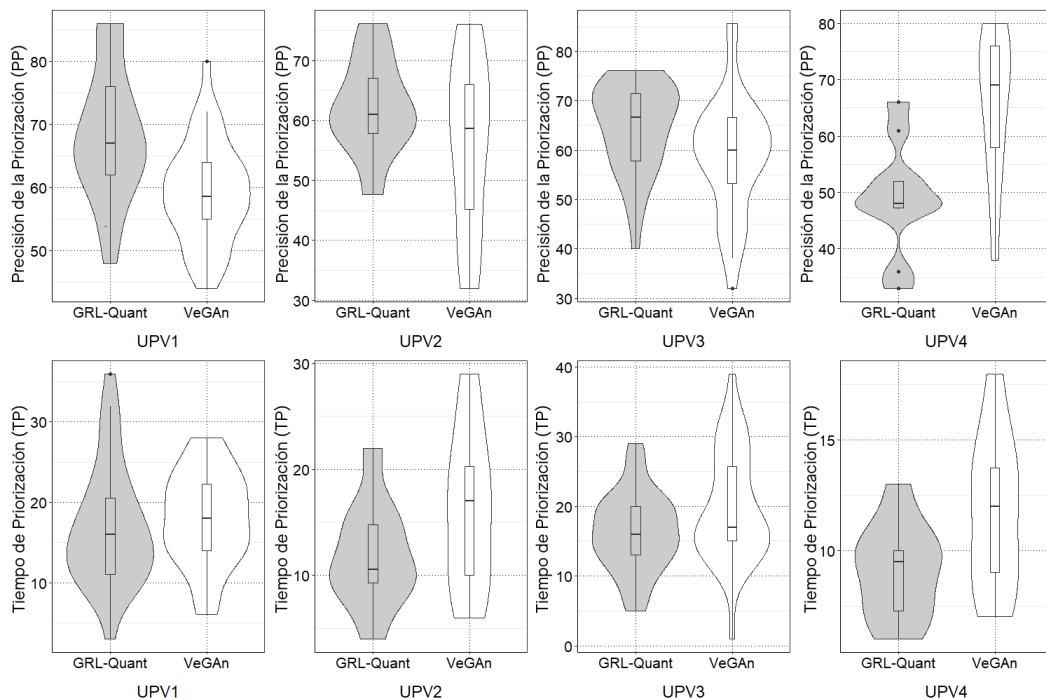 Precisión de la Priorización (PP)
80
70
60
50
GRL-Quant VeGAn
UPV1
Precisión de la Priorización (PP)
70
60
50
40
30
GRL-Quant VeGAn
UPV2
Precisión de la Priorización (PP)
80
70
60
50
40
30
GRL-Quant VeGAn
UPV3
Precisión de la Priorización (PP)
80
70
60
50
40
GRL-Quant VeGAn
UPV4
Tiempo de Priorización (TP)
30
20
10
GRL-Quant VeGAn
UPV1
Tiempo de Priorización (TP)
30
20
10
GRL-Quant VeGAn
UPV2
Tiempo de Priorización (TP)
40
30
20
10
0
GRL-Quant VeGAn
UPV3
Tiempo de Priorización (TP)
15
10
GRL-Quant VeGAn
UPV4